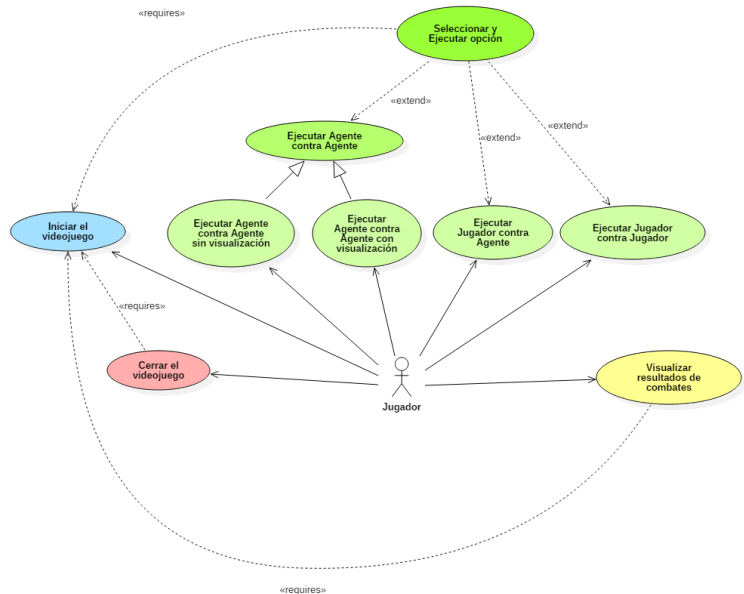 «requires»
Seleccionar y
Ejecutar opción
«extend»
«extend»
«extend»
Ejecutar Agente
contra Agente
Iniciar el
videojuego
Ejecutar Agente
contra Agente
sin visualización
Ejecutar
Agente contra
Agente con
visualización
Ejecutar
Jugador contra
Agente
Ejecutar Jugador
contra Jugador
«requires»
Cerrar el
videojuego
Jugador
Visualizar
resultados de
combates
«requires»